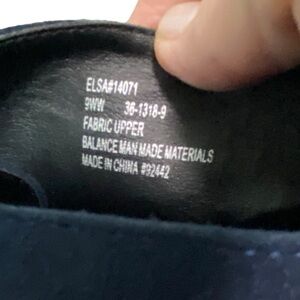 ELSA#14071
9WW 36-1318-9
FABRIC UPPER
BALANCE MAN MADE MATERIALS
MADE IN CHINA #92442